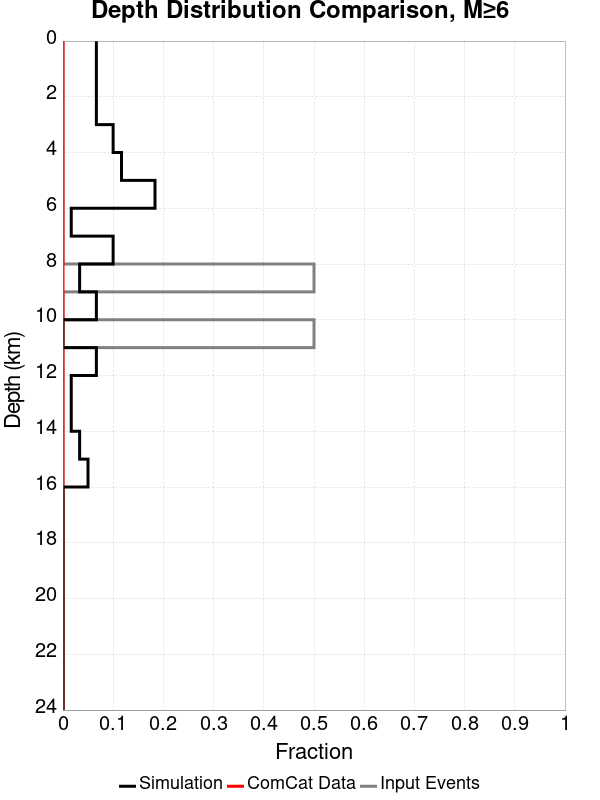 Depth Distribution Comparison, M≥6
0
2
4
6
8
10
12
14
16
18
20
22
24
Depth (km)
0 0.1 0.2 0.3 0.4 0.5 0.6 0.7 0.8 0.9 1
Fraction
Simulation ComCat Data Input Events